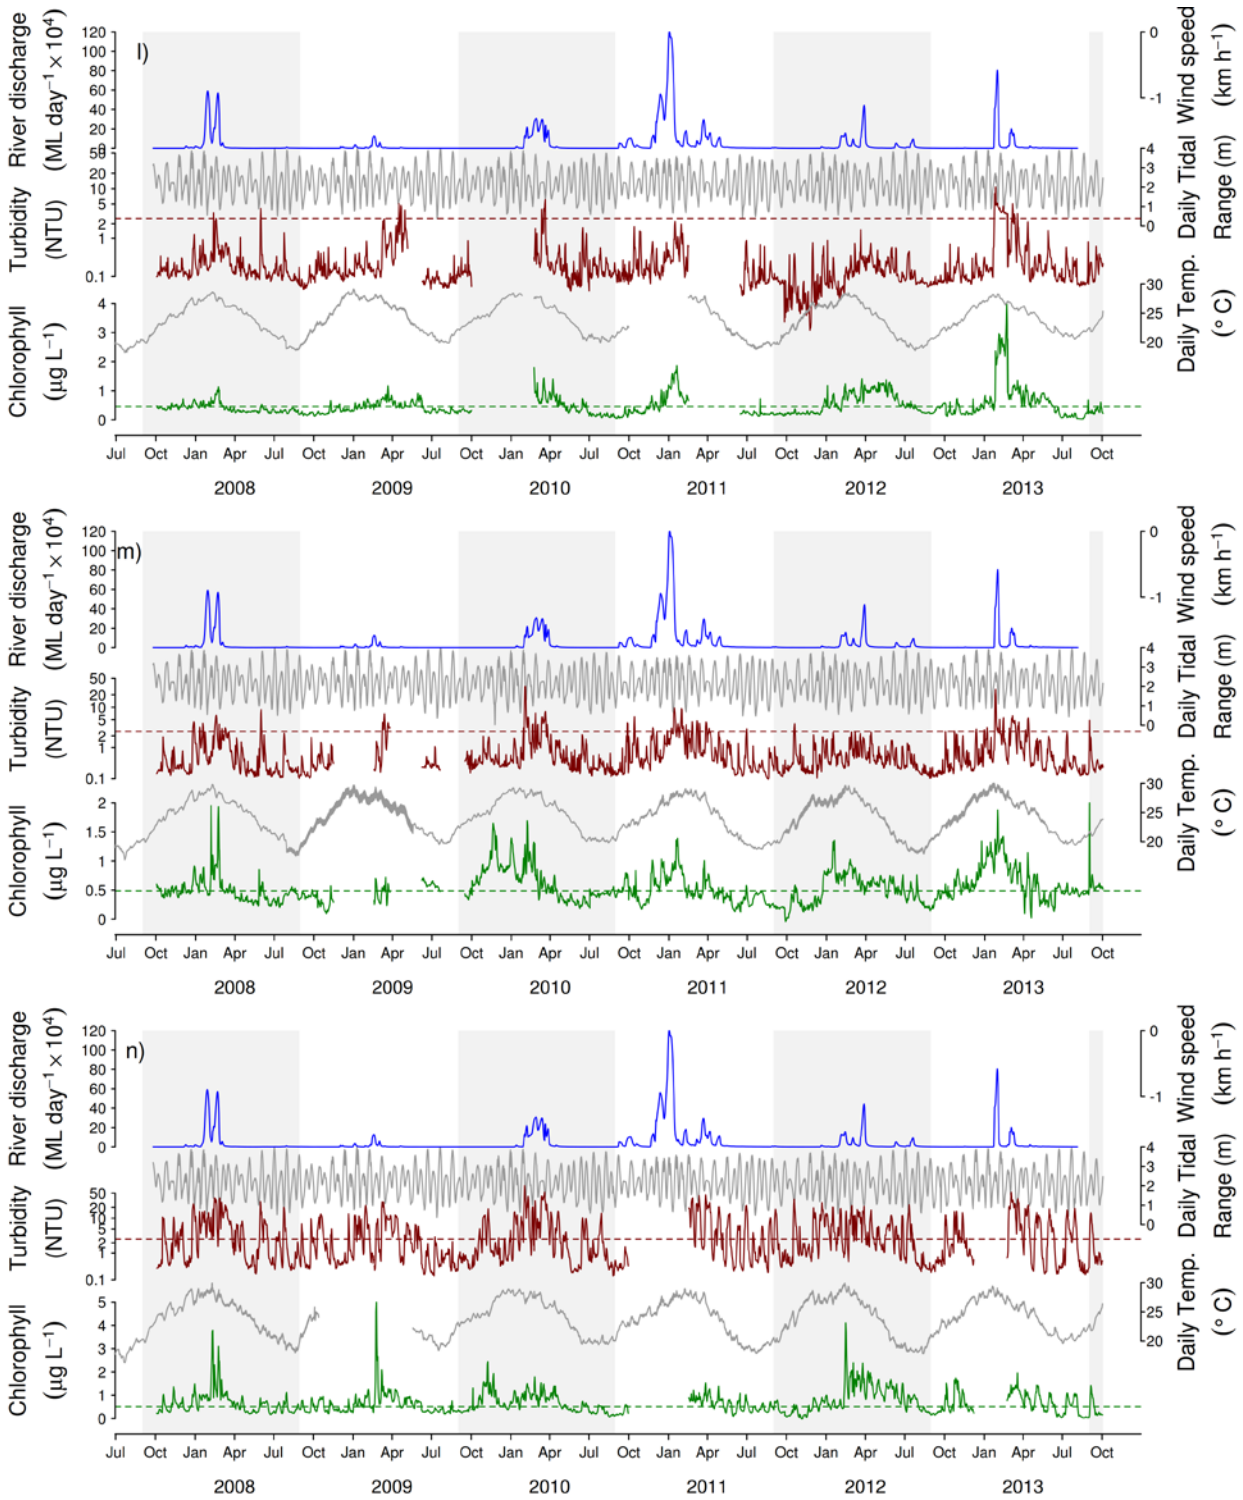 l)
River discharge
(ML day⁻¹ × 10⁴)
120
100
80
60
40
20
0
Wind speed
(km h⁻¹)
0
-1
Daily Tidal
Range (m)
4
3
2
1
0
Turbidity
(NTU)
50
20
10
5
2
1
0.1
Daily Temp.
(° C)
30
25
20
Chlorophyll
(µg L⁻¹)
4
3
2
1
0
Jul Oct Jan Apr Jul Oct Jan Apr Jul Oct Jan Apr Jul Oct Jan Apr Jul Oct Jan Apr Jul Oct Jan Apr Jul Oct
2008 2009 2010 2011 2012 2013
m)
River discharge
(ML day⁻¹ × 10⁴)
120
100
80
60
40
20
0
Wind speed
(km h⁻¹)
0
-1
Daily Tidal
Range (m)
4
3
2
1
0
Turbidity
(NTU)
50
20
10
5
2
1
0.1
Daily Temp.
(° C)
30
25
20
Chlorophyll
(µg L⁻¹)
2
1.5
1
0.5
0
Jul Oct Jan Apr Jul Oct Jan Apr Jul Oct Jan Apr Jul Oct Jan Apr Jul Oct Jan Apr Jul Oct Jan Apr Jul Oct
2008 2009 2010 2011 2012 2013
n)
River discharge
(ML day⁻¹ × 10⁴)
120
100
80
60
40
20
0
Wind speed
(km h⁻¹)
0
-1
Daily Tidal
Range (m)
4
3
2
1
0
Turbidity
(NTU)
50
20
10
5
2
1
0.1
Daily Temp.
(° C)
30
25
20
Chlorophyll
(µg L⁻¹)
5
4
3
2
1
0
Jul Oct Jan Apr Jul Oct Jan Apr Jul Oct Jan Apr Jul Oct Jan Apr Jul Oct Jan Apr Jul Oct Jan Apr Jul Oct
2008 2009 2010 2011 2012 2013